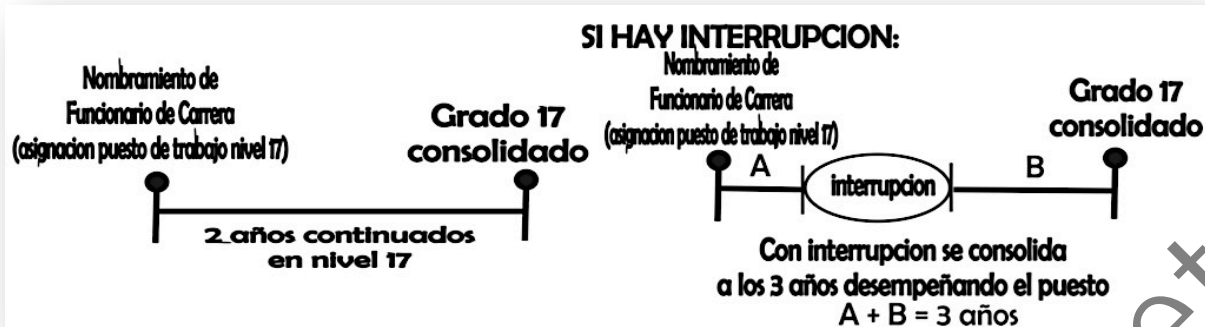 Nombramiento de
Funcionario de Carrera
(asignacion puesto de trabajo nivel 17)
Grado 17
consolidado
2 años continuados
en nivel 17
SI HAY INTERRUPCION:
Nombramiento de
Funcionario de Carrera
(asignacion puesto de trabajo nivel 17)
Grado 17
consolidado
A
interrupcion
B
Con interrupcion se consolida
a los 3 años desempeñando el puesto
A + B = 3 años